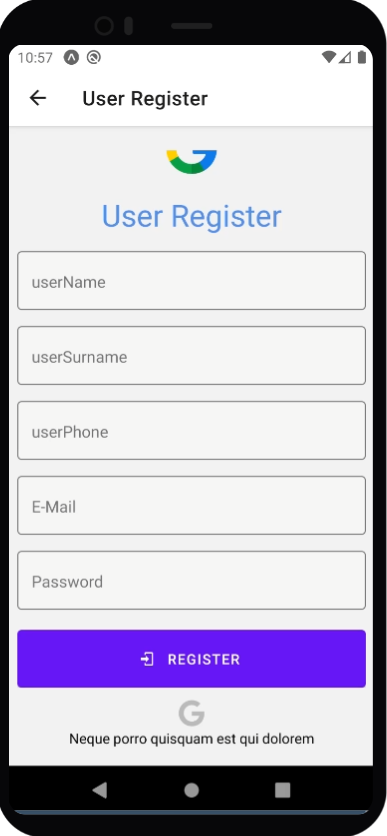 10:57
User Register
User Register
userName
userSurname
userPhone
E-Mail
Password
REGISTER
Neque porro quisquam est qui dolorem